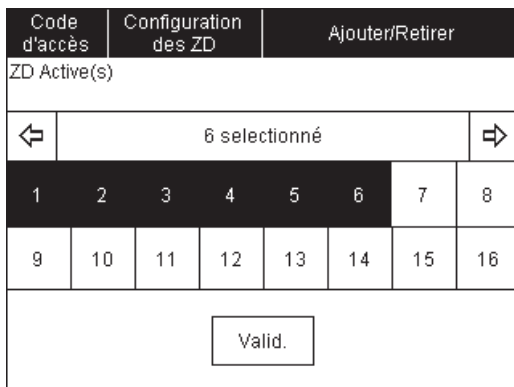 Code d'accès
Configuration des ZD
Ajouter/Retirer
ZD Active(s)
6 selectionné
1 2 3 4 5 6 7 8
9 10 11 12 13 14 15 16
Valid.